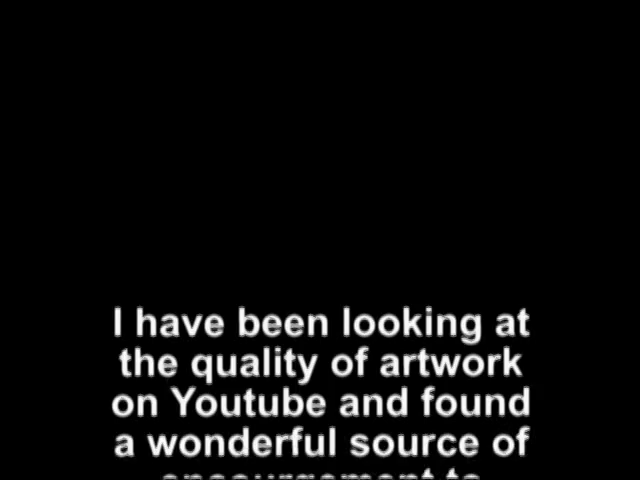 I have been looking at
the quality of artwork
on Youtube and found
a wonderful source of